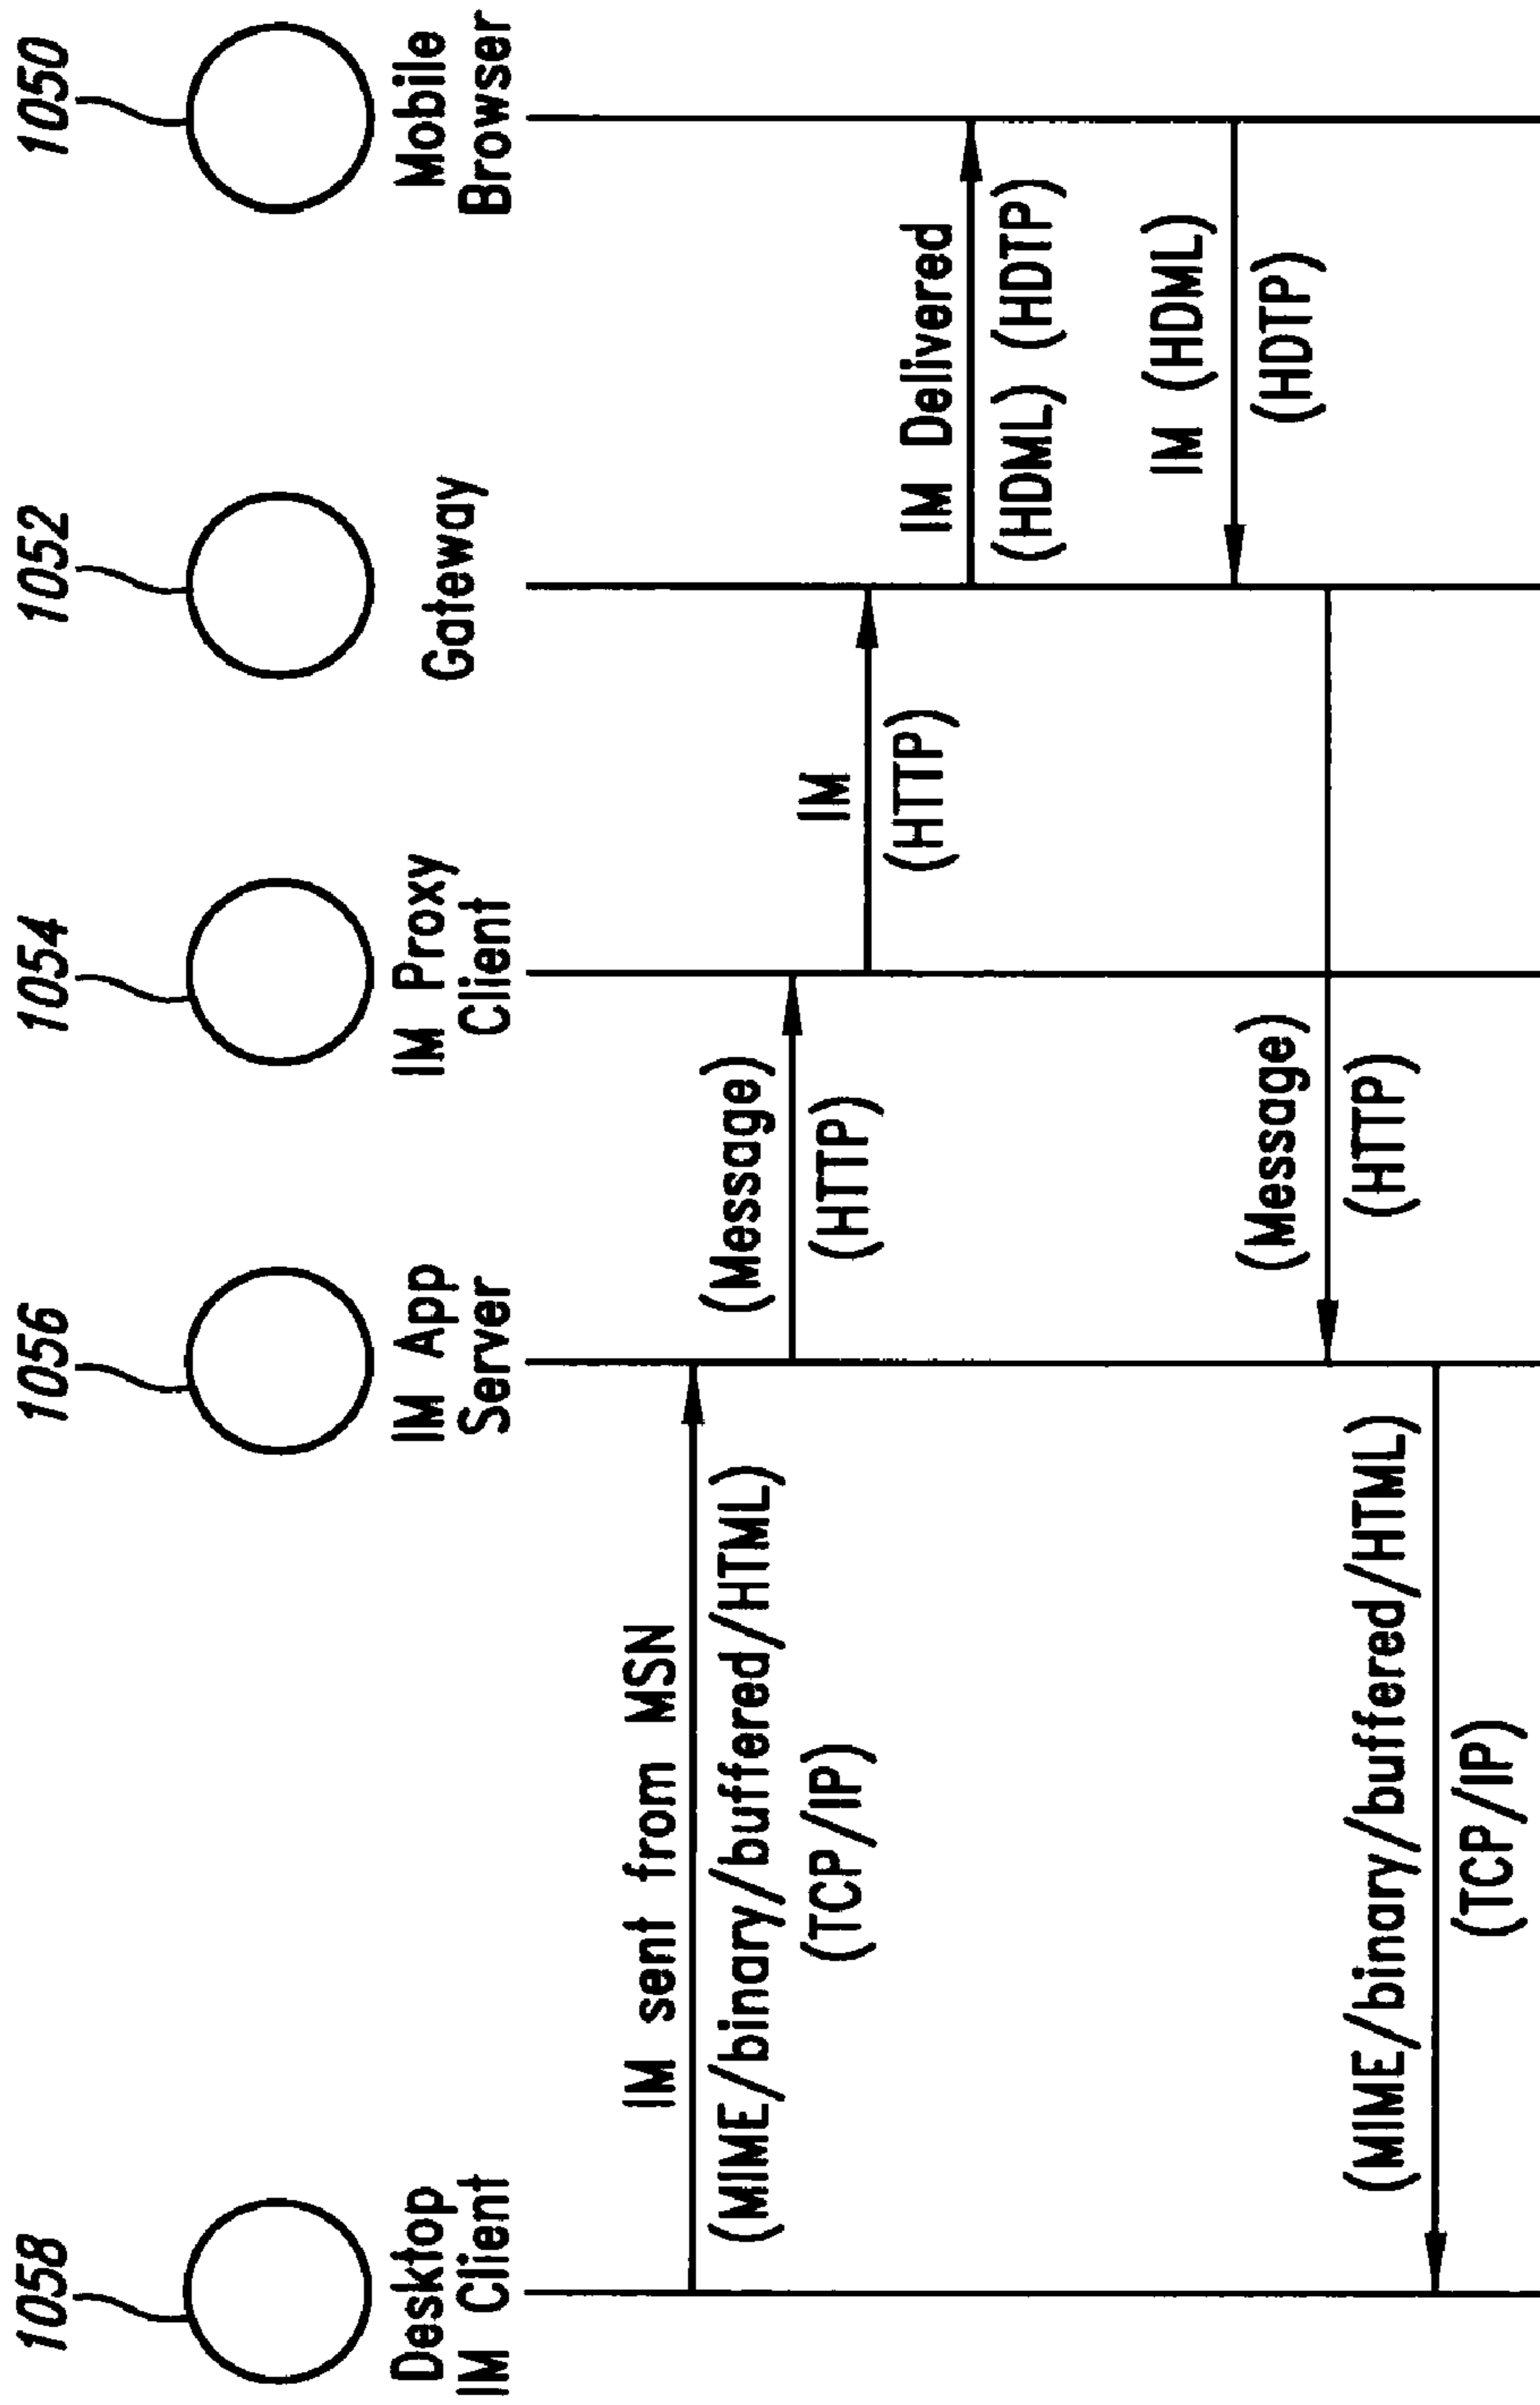 1058
1056
1054
1052
1050
Desktop
IM Client
IM App
Server
IM Proxy
Client
Gateway
Mobile
Browser
IM sent from MSN
(MIME/binary/buffered/HTML)
(TCP/IP)
(Message)
(HTTP)
IM
(HTTP)
IM Delivered
(HDML) (HDTP)
IM (HDML)
(HDTP)
(Message)
(HTTP)
(MIME/binary/buffered/HTML)
(TCP/IP)